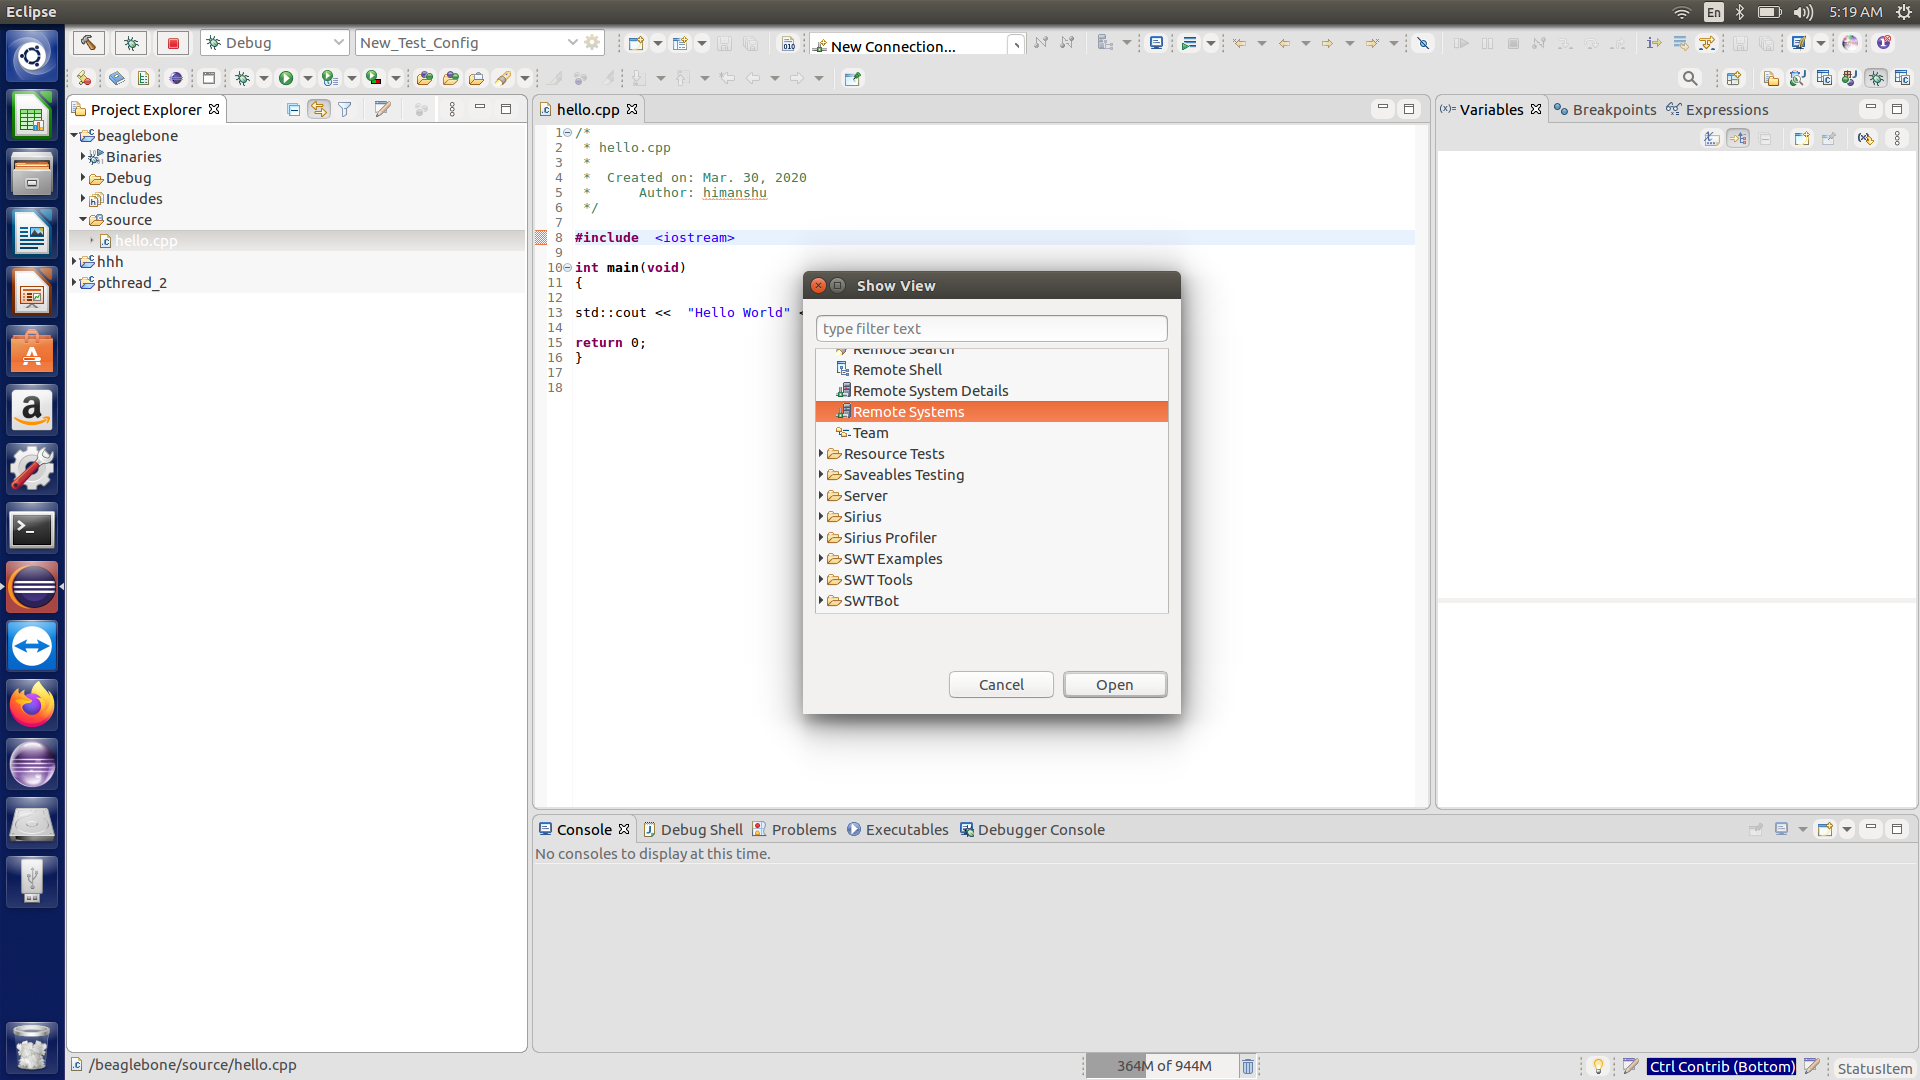 Eclipse
En
5:19 AM
Debug
New_Test_Config
010
New Connection...
Project Explorer
hello.cpp
(x)= Variables
Breakpoints
Expressions
beaglebone
Binaries
Debug
Includes
source
hello.cpp
hhh
pthread_2
1 /*
2 * hello.cpp
3 *
4 * Created on: Mar. 30, 2020
5 * Author: himanshu
6 */
7
8 #include <iostream>
9
10 int main(void)
11 {
12
13 std::cout << "Hello World" <
14
15 return 0;
16 }
17
18
Show View
type filter text
Remote Search
Remote Shell
Remote System Details
Remote Systems
Team
Resource Tests
Saveables Testing
Server
Sirius
Sirius Profiler
SWT Examples
SWT Tools
SWTBot
Cancel
Open
Console
Debug Shell
Problems
Executables
Debugger Console
No consoles to display at this time.
/beaglebone/source/hello.cpp
364M of 944M
Ctrl Contrib (Bottom)
StatusItem